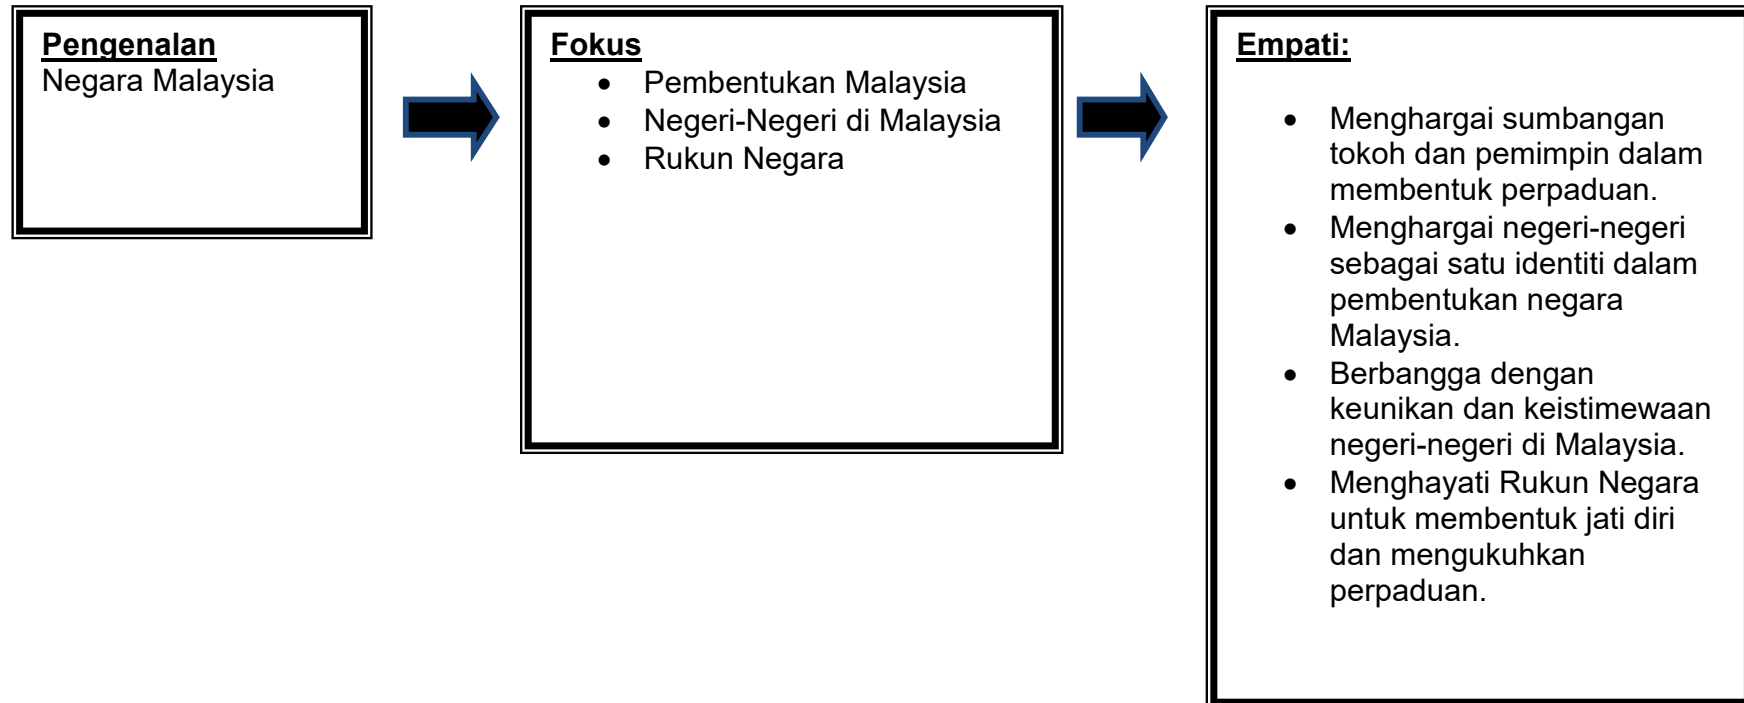 Pengenalan
Negara Malaysia
Fokus
• Pembentukan Malaysia
• Negeri-Negeri di Malaysia
• Rukun Negara
Empati:
• Menghargai sumbangan
tokoh dan pemimpin dalam
membentuk perpaduan.
• Menghargai negeri-negeri
sebagai satu identiti dalam
pembentukan negara
Malaysia.
• Berbangga dengan
keunikan dan keistimewaan
negeri-negeri di Malaysia.
• Menghayati Rukun Negara
untuk membentuk jati diri
dan mengukuhkan
perpaduan.